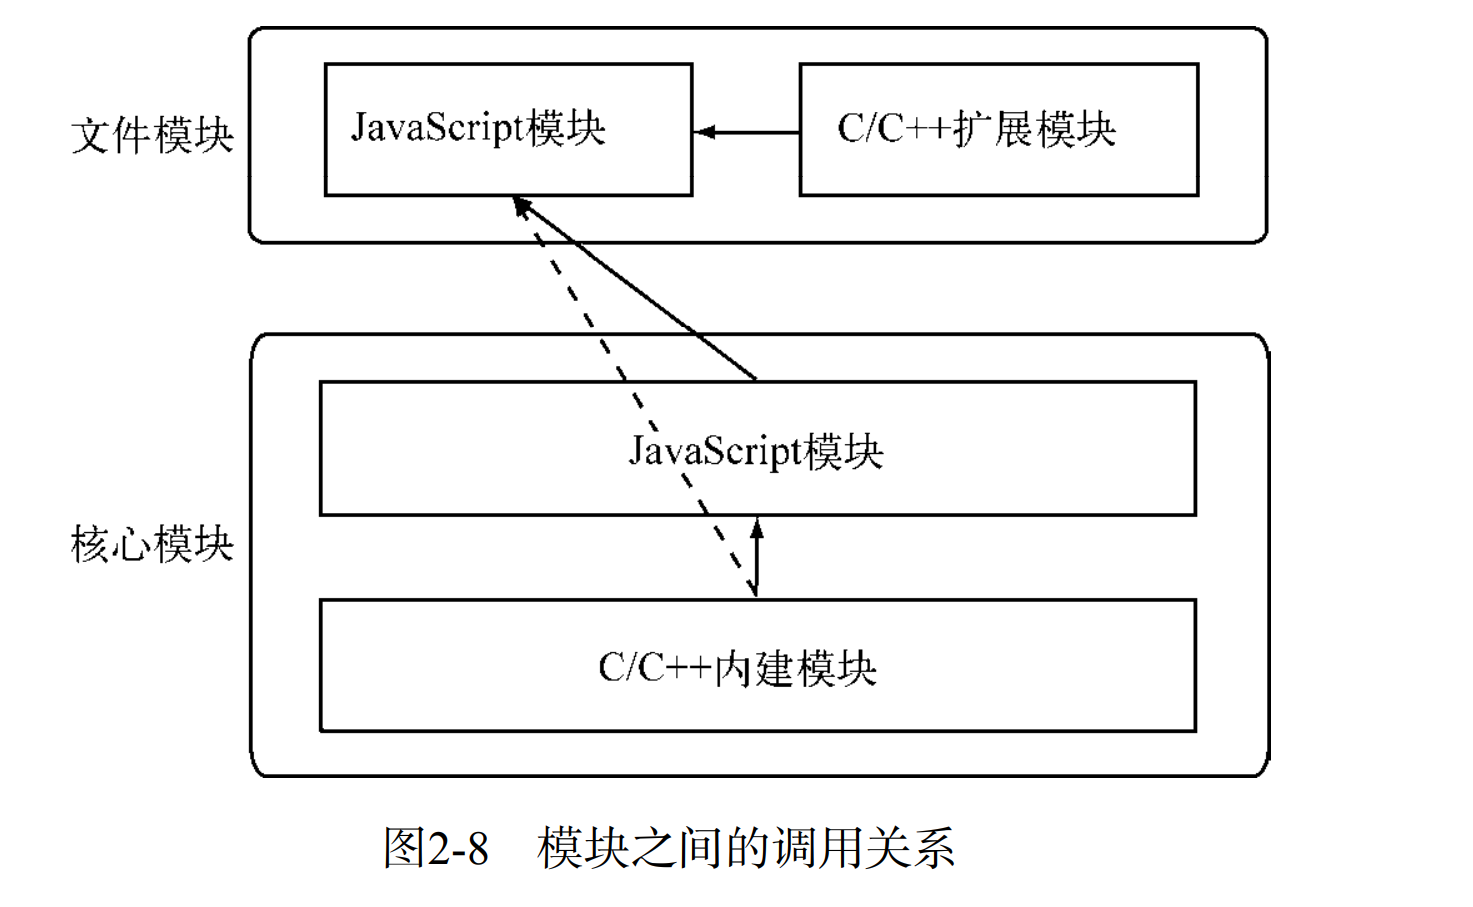 文件模块
JavaScript模块
C/C++扩展模块
JavaScript模块
核心模块
C/C++内建模块
图2-8 模块之间的调用关系